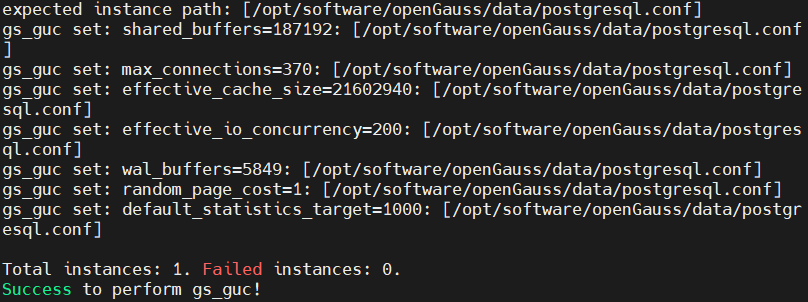 expected instance path: [/opt/software/openGauss/data/postgresql.conf]
gs_guc set: shared_buffers=187192: [/opt/software/openGauss/data/postgresql.conf
]
gs_guc set: max_connections=370: [/opt/software/openGauss/data/postgresql.conf]
gs_guc set: effective_cache_size=21602940: [/opt/software/openGauss/data/postgre
sql.conf]
gs_guc set: effective_io_concurrency=200: [/opt/software/openGauss/data/postgres
ql.conf]
gs_guc set: wal_buffers=5849: [/opt/software/openGauss/data/postgresql.conf]
gs_guc set: random_page_cost=1: [/opt/software/openGauss/data/postgresql.conf]
gs_guc set: default_statistics_target=1000: [/opt/software/openGauss/data/postgr
esql.conf]
Total instances: 1. Failed instances: 0.
Success to perform gs_guc!